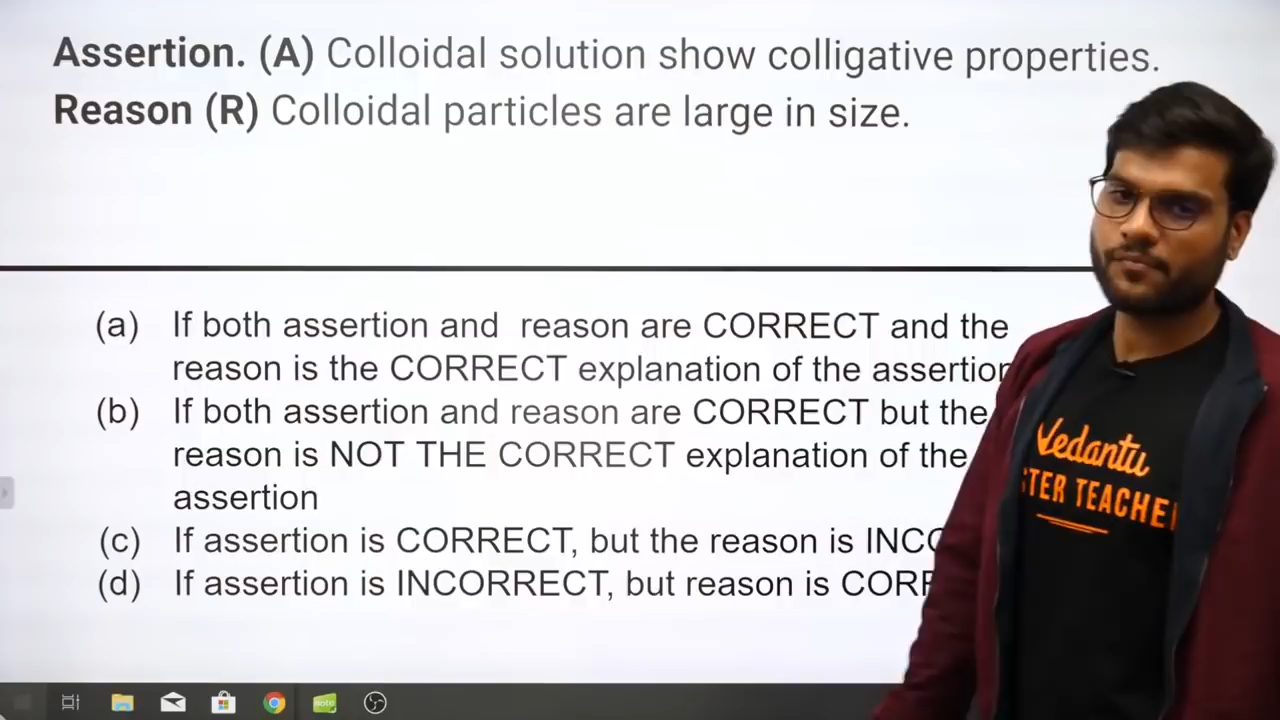 Assertion. (A) Colloidal solution show colligative properties.
Reason (R) Colloidal particles are large in size.
(a) If both assertion and reason are CORRECT and the
reason is the CORRECT explanation of the assertion
(b) If both assertion and reason are CORRECT but the
reason is NOT THE CORRECT explanation of the
assertion
(c) If assertion is CORRECT, but the reason is
(d) If assertion is INCORRECT, but reason is
Vedantu